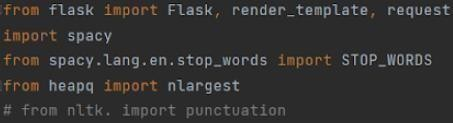 from flask import Flask, render_template, request
import spacy
from spacy.lang.en.stop_words import STOP_WORDS
from heapq import nlargest
# from nltk. import punctuation